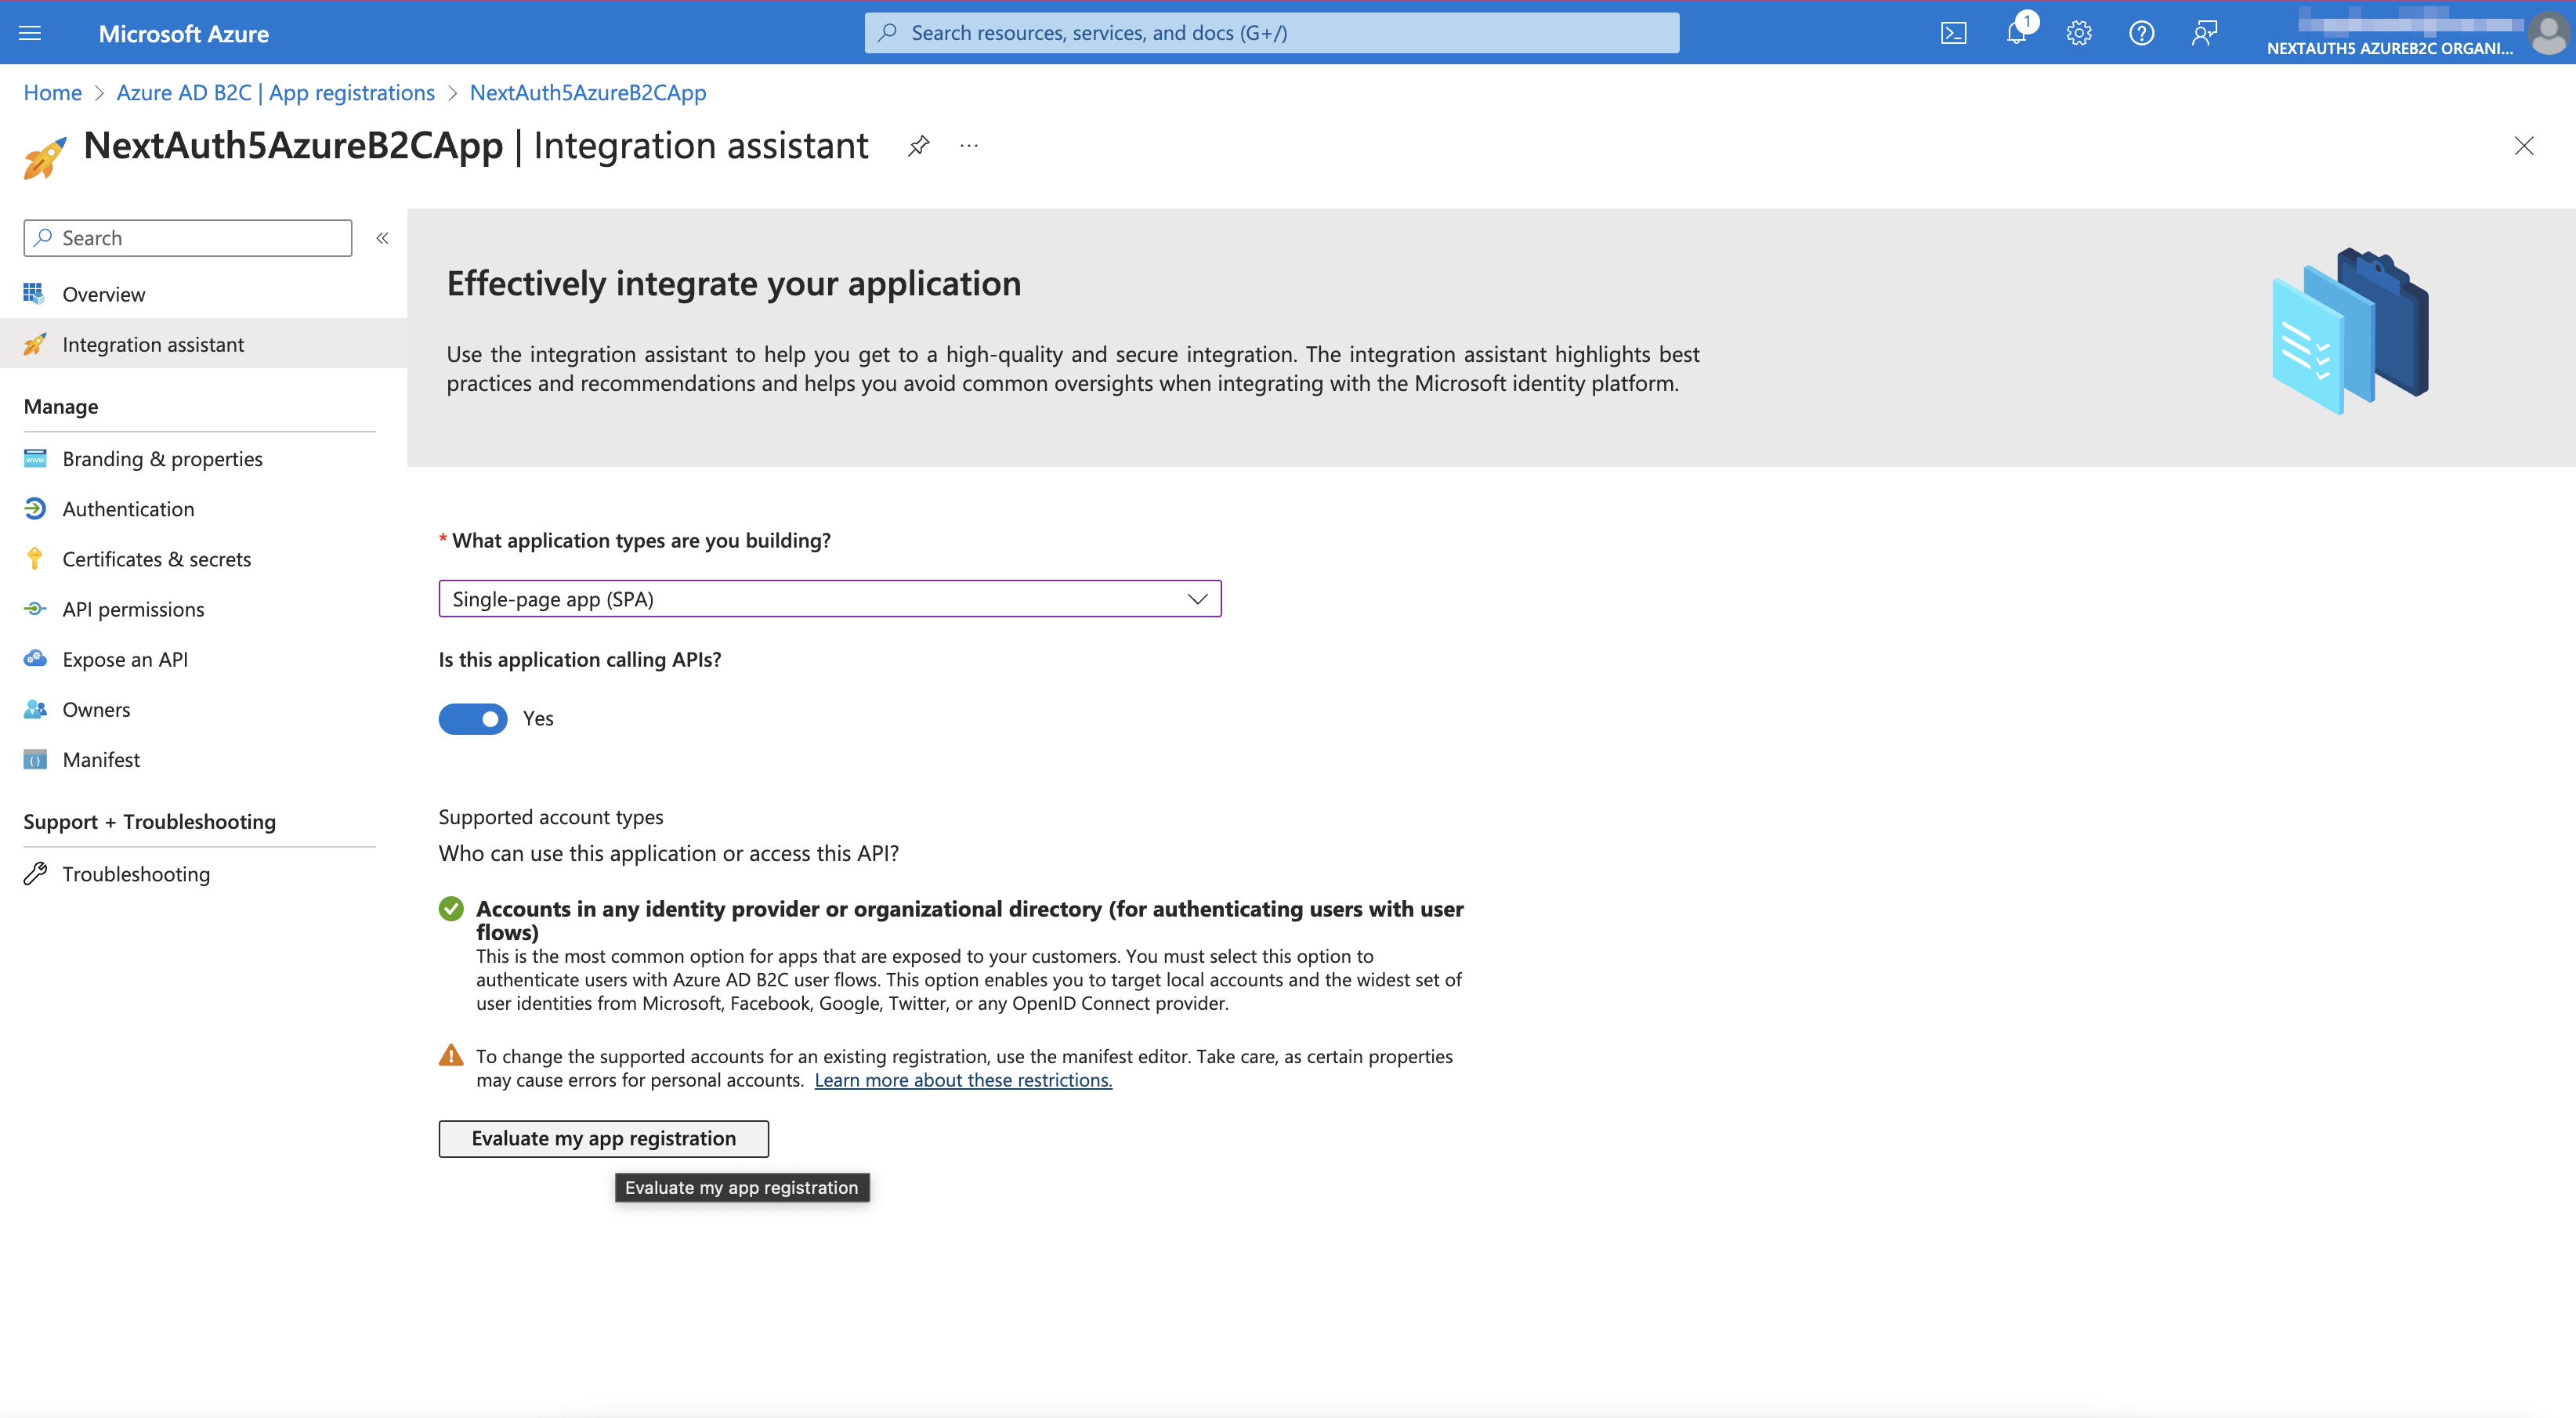 Microsoft Azure
Search resources, services, and docs (G+/)
1
NEXTAUTH5 AZUREB2C ORGANI...
Home > Azure AD B2C | App registrations > NextAuth5AzureB2CApp
NextAuth5AzureB2CApp | Integration assistant
Search
Overview
Integration assistant
Manage
Branding & properties
Authentication
Certificates & secrets
API permissions
Expose an API
Owners
Manifest
Support + Troubleshooting
Troubleshooting
Effectively integrate your application
Use the integration assistant to help you get to a high-quality and secure integration. The integration assistant highlights best
practices and recommendations and helps you avoid common oversights when integrating with the Microsoft identity platform.
* What application types are you building?
Single-page app (SPA)
Is this application calling APIs?
Yes
Supported account types
Who can use this application or access this API?
Accounts in any identity provider or organizational directory (for authenticating users with user
flows)
This is the most common option for apps that are exposed to your customers. You must select this option to
authenticate users with Azure AD B2C user flows. This option enables you to target local accounts and the widest set of
user identities from Microsoft, Facebook, Google, Twitter, or any OpenID Connect provider.
To change the supported accounts for an existing registration, use the manifest editor. Take care, as certain properties
may cause errors for personal accounts. Learn more about these restrictions.
Evaluate my app registration
Evaluate my app registration